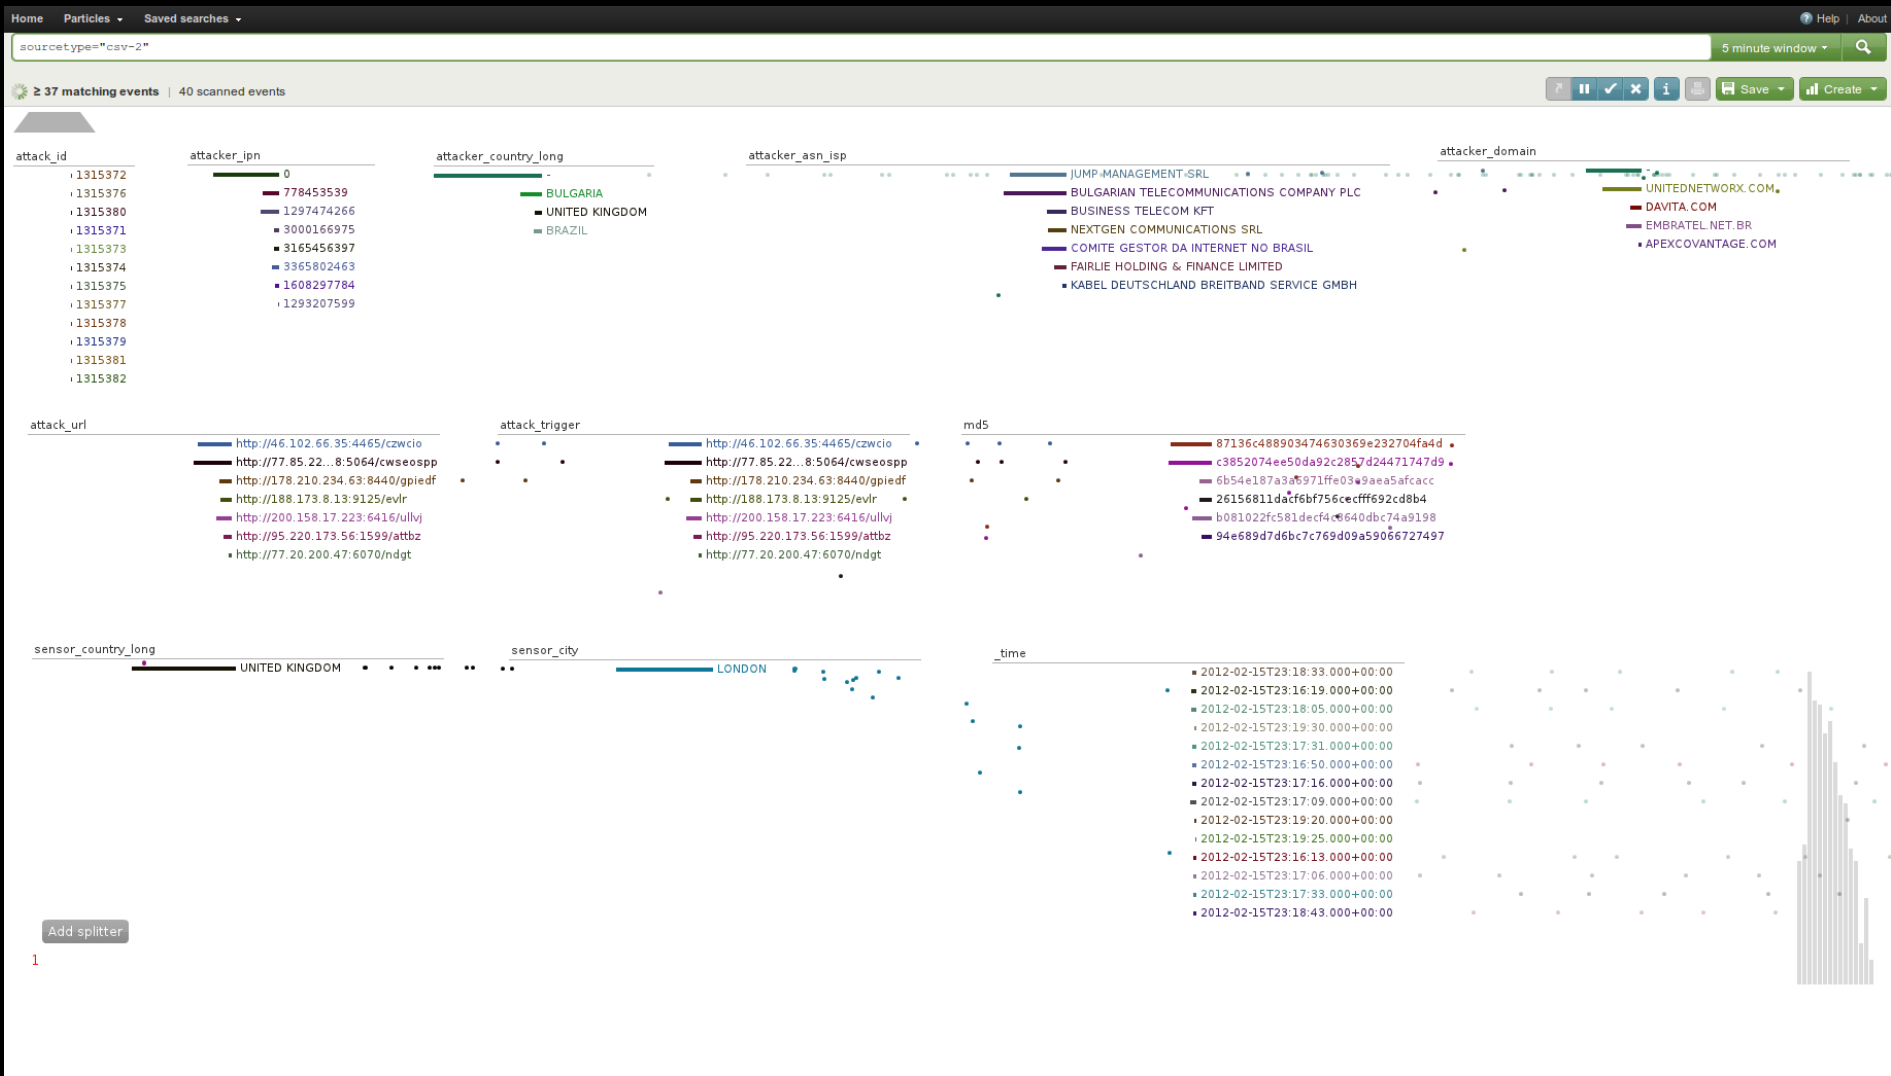 Home Particles Saved searches Help About
sourcetype="csv-2" 5 minute window
≥ 37 matching events | 40 scanned events Save Create
attack_id
1315372
1315376
1315380
1315371
1315373
1315374
1315375
1315377
1315378
1315379
1315381
1315382
attacker_ipn
0
778453539
1297474266
3000166975
3165456397
3365802463
1608297784
1293207599
attacker_country_long
-
BULGARIA
UNITED KINGDOM
BRAZIL
attacker_asn_isp
JUMP MANAGEMENT SRL
BULGARIAN TELECOMMUNICATIONS COMPANY PLC
BUSINESS TELECOM KFT
NEXTGEN COMMUNICATIONS SRL
COMITE GESTOR DA INTERNET NO BRASIL
FAIRLIE HOLDING & FINANCE LIMITED
KABEL DEUTSCHLAND BREITBAND SERVICE GMBH
attacker_domain
-
UNITEDNETWORX.COM
DAVITA.COM
EMBRATEL.NET.BR
APEXCOVANTAGE.COM
attack_url
http://46.102.66.35:4465/czwcio
http://77.85.22...8:5064/cwseospp
http://178.210.234.63:8440/gpiedf
http://188.173.8.13:9125/evlr
http://200.158.17.223:6416/ullvj
http://95.220.173.56:1599/attbz
http://77.20.200.47:6070/ndgt
attack_trigger
http://46.102.66.35:4465/czwcio
http://77.85.22...8:5064/cwseospp
http://178.210.234.63:8440/gpiedf
http://188.173.8.13:9125/evlr
http://200.158.17.223:6416/ullvj
http://95.220.173.56:1599/attbz
http://77.20.200.47:6070/ndgt
md5
87136c488903474630369e232704fa4d
c3852074ee50da92c2857d24471747d9
94e689d7d6bc7c769d09a59066727497
sensor_country_long
UNITED KINGDOM
sensor_city
LONDON
_time
2012-02-15T23:18:33.000+00:00
2012-02-15T23:16:19.000+00:00
2012-02-15T23:18:05.000+00:00
2012-02-15T23:19:30.000+00:00
2012-02-15T23:17:31.000+00:00
2012-02-15T23:16:50.000+00:00
2012-02-15T23:17:16.000+00:00
2012-02-15T23:17:09.000+00:00
2012-02-15T23:19:20.000+00:00
2012-02-15T23:19:25.000+00:00
2012-02-15T23:16:13.000+00:00
2012-02-15T23:17:06.000+00:00
2012-02-15T23:17:33.000+00:00
2012-02-15T23:18:43.000+00:00
Add splitter
1